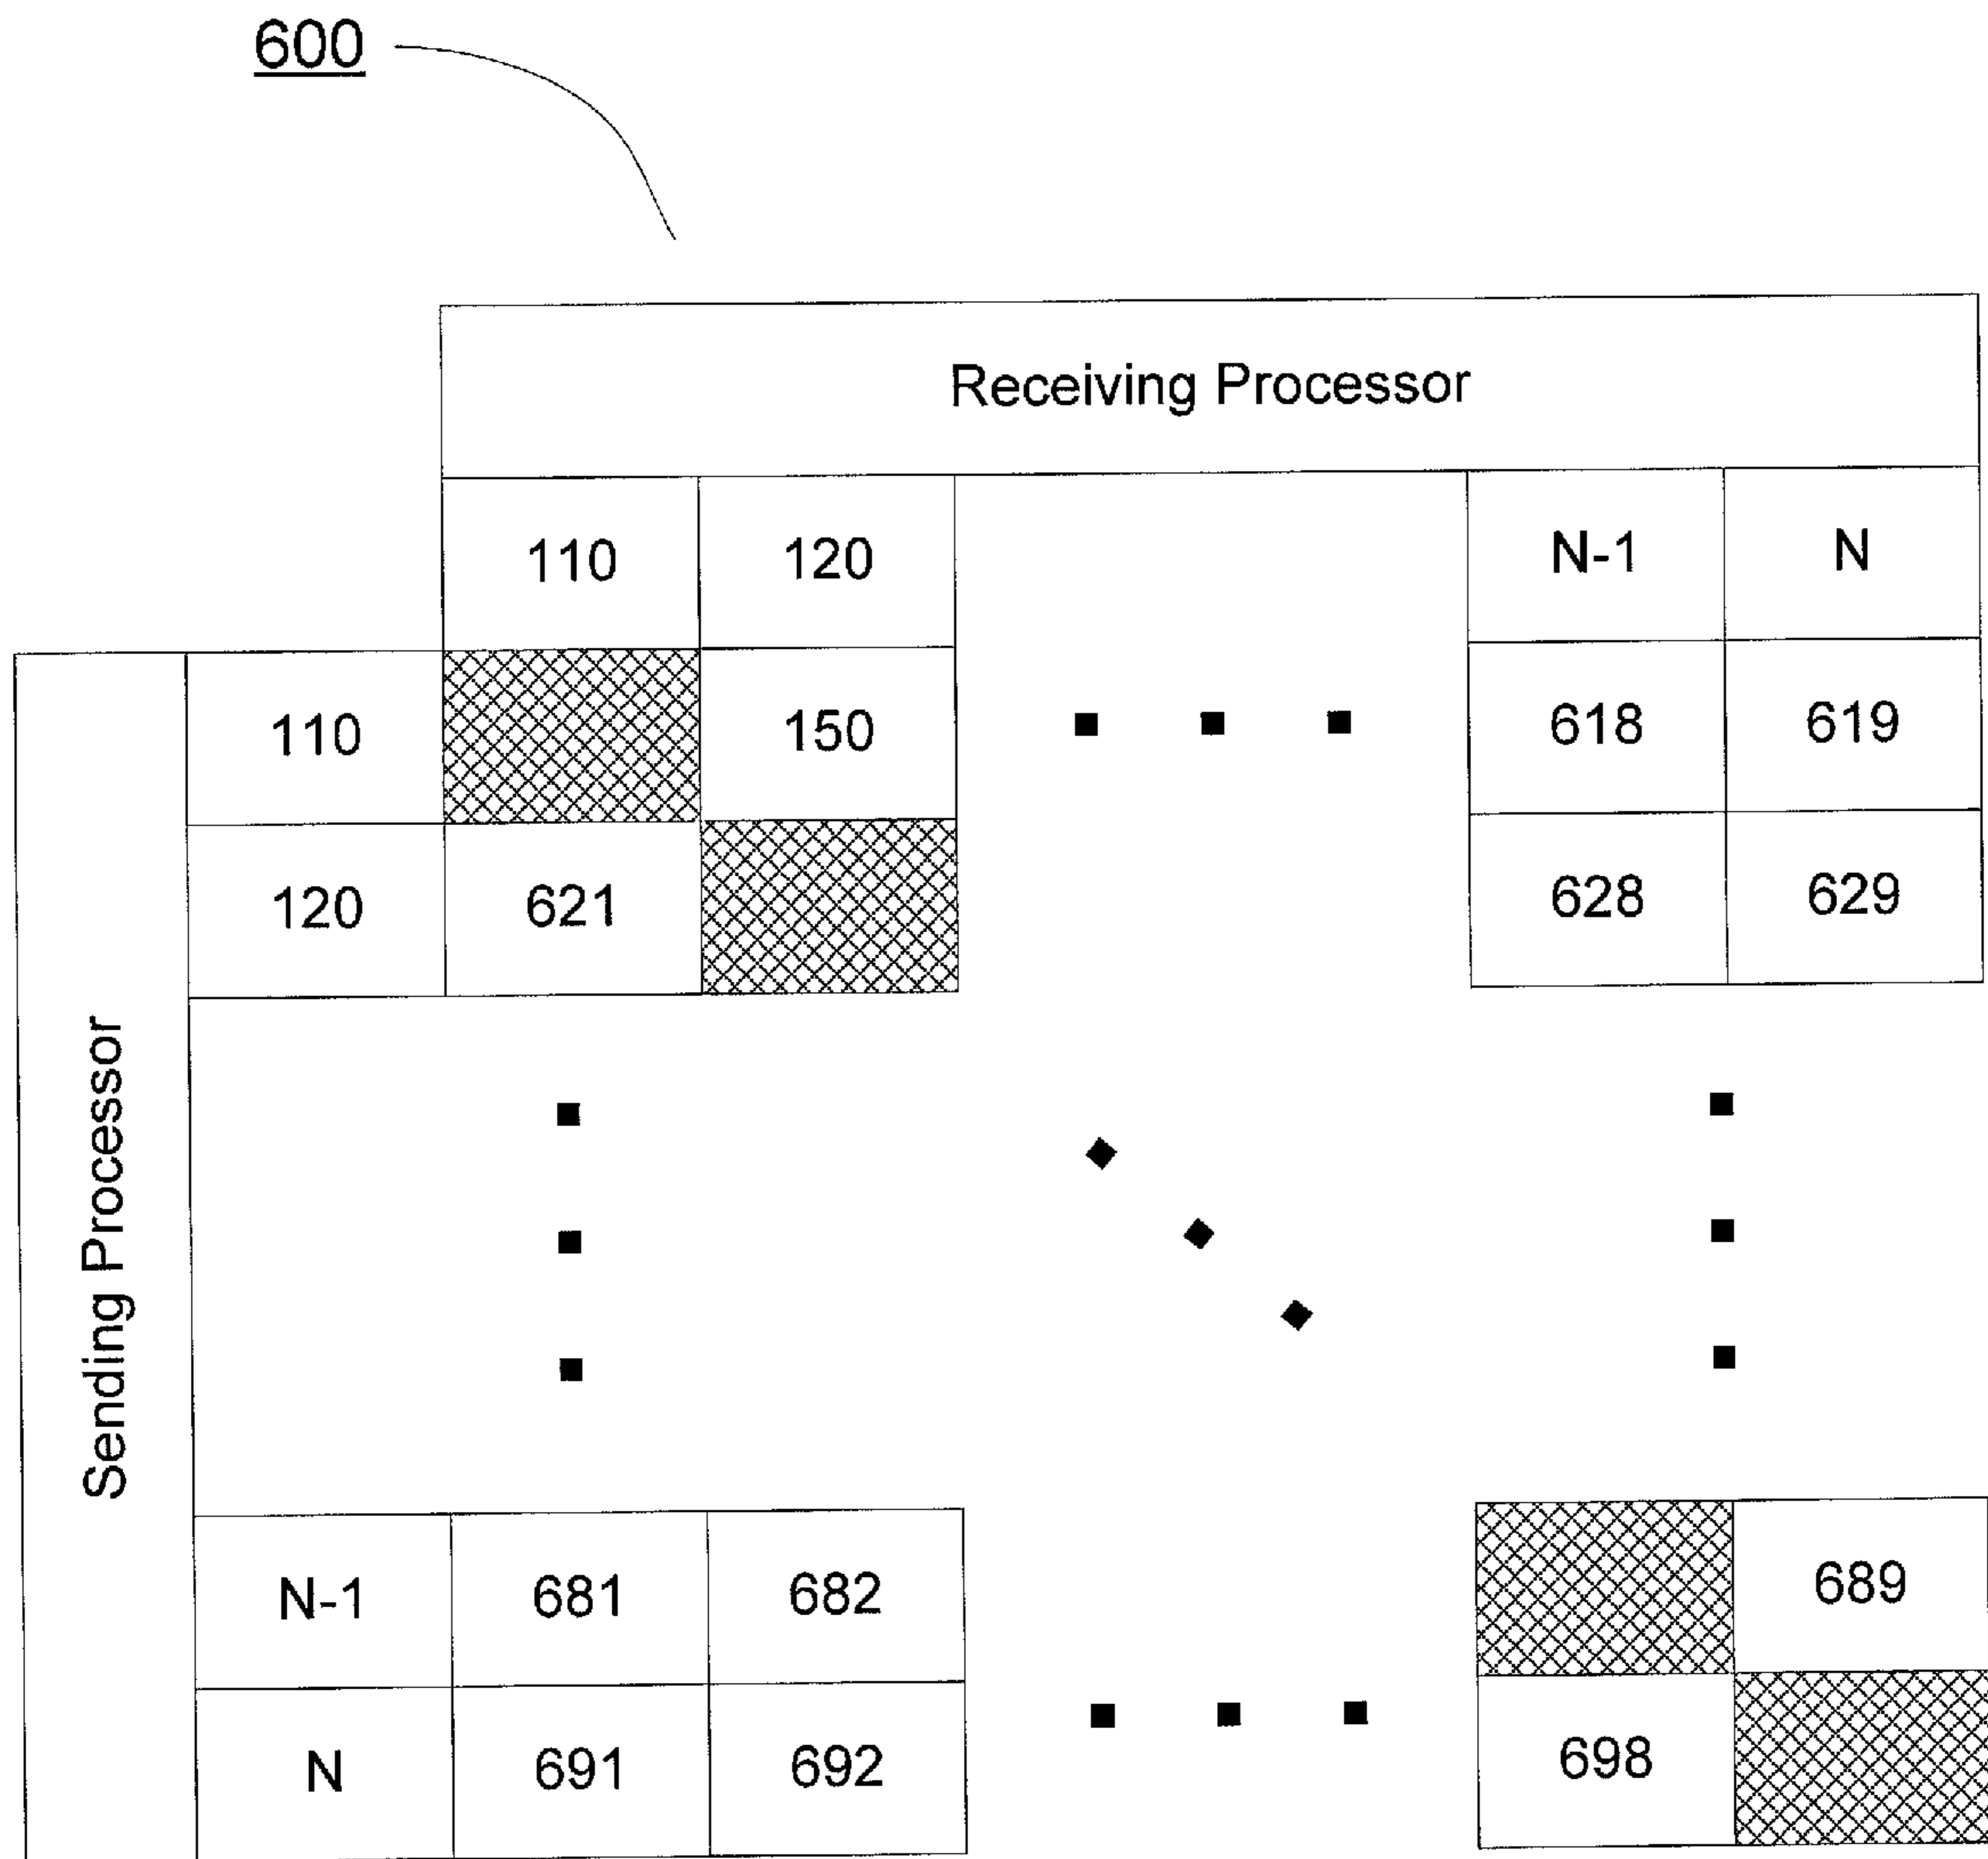 600
Receiving Processor
110 120 N-1 N
110 150 618 619
120 621 628 629
Sending Processor
N-1 681 682 689
N 691 692 698